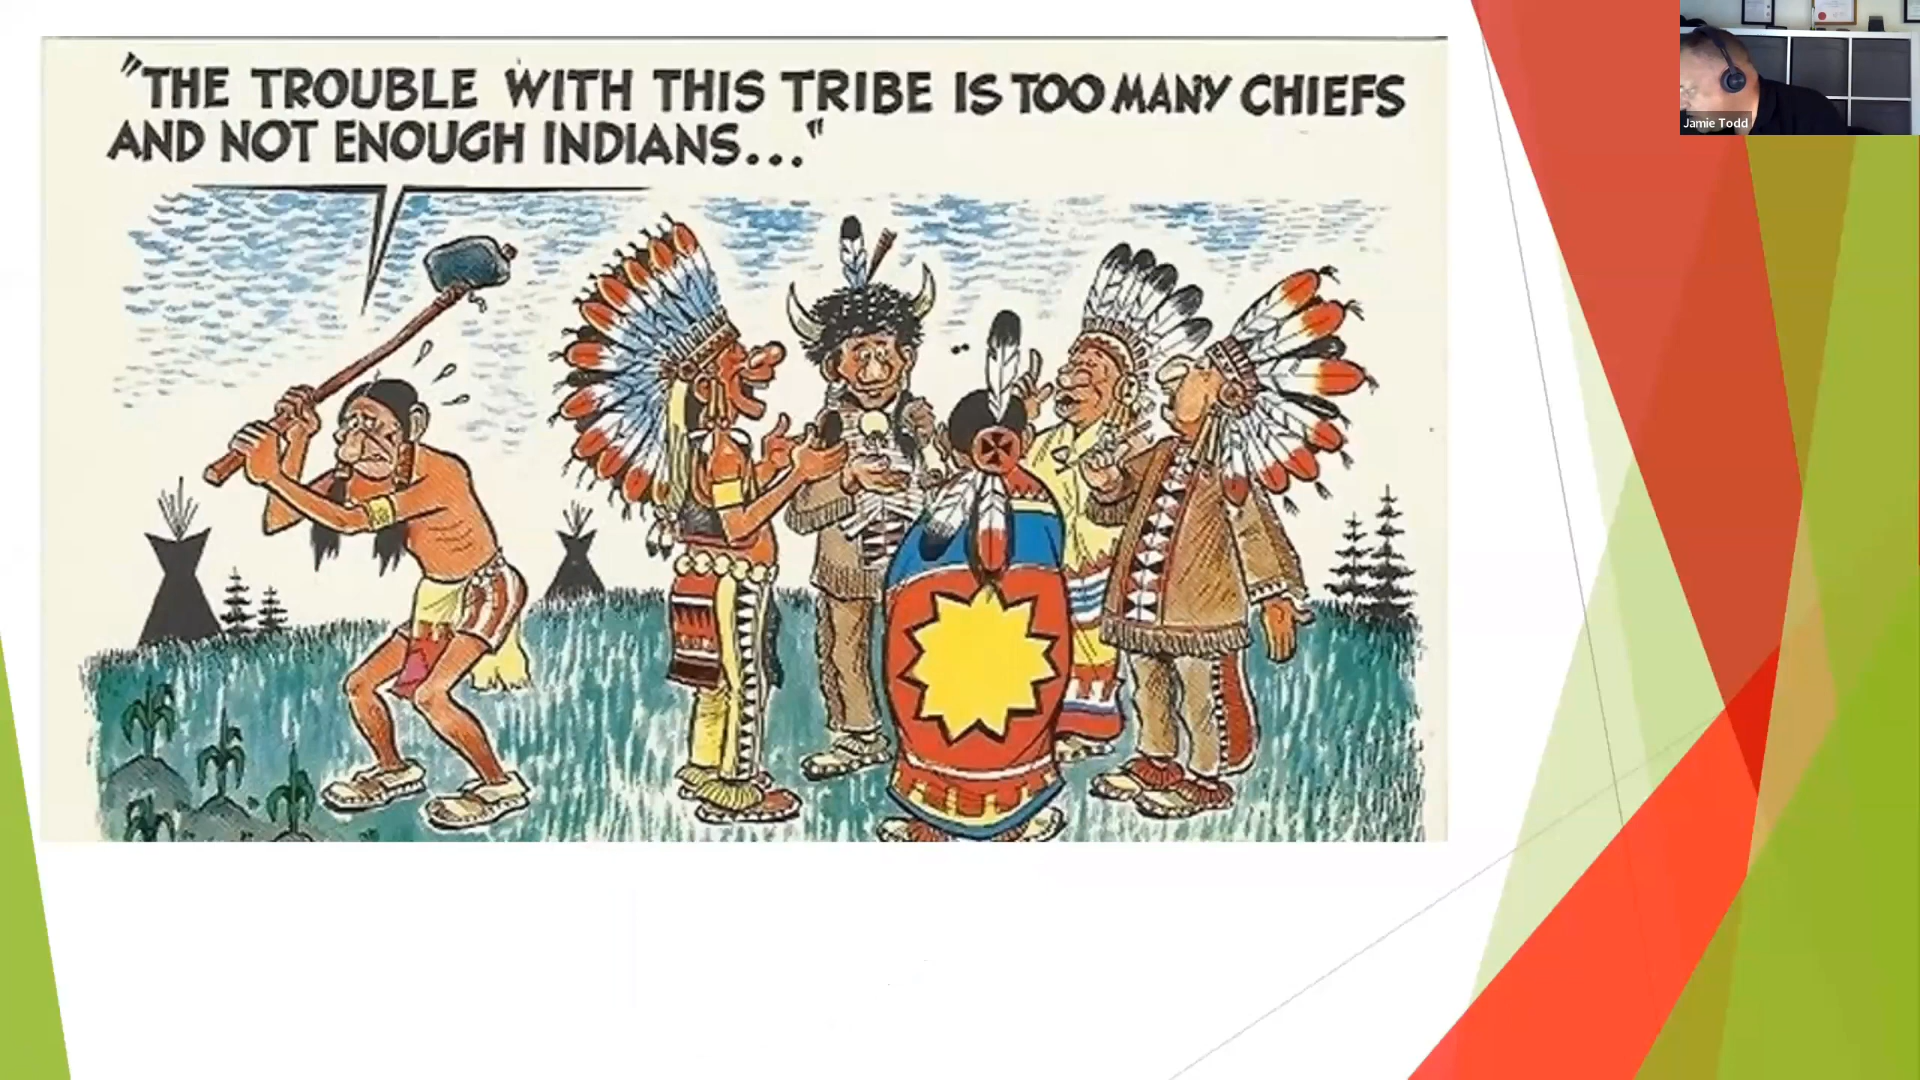 "THE TROUBLE WITH THIS TRIBE IS TOO MANY CHIEFS
AND NOT ENOUGH INDIANS..."
Jamie Todd